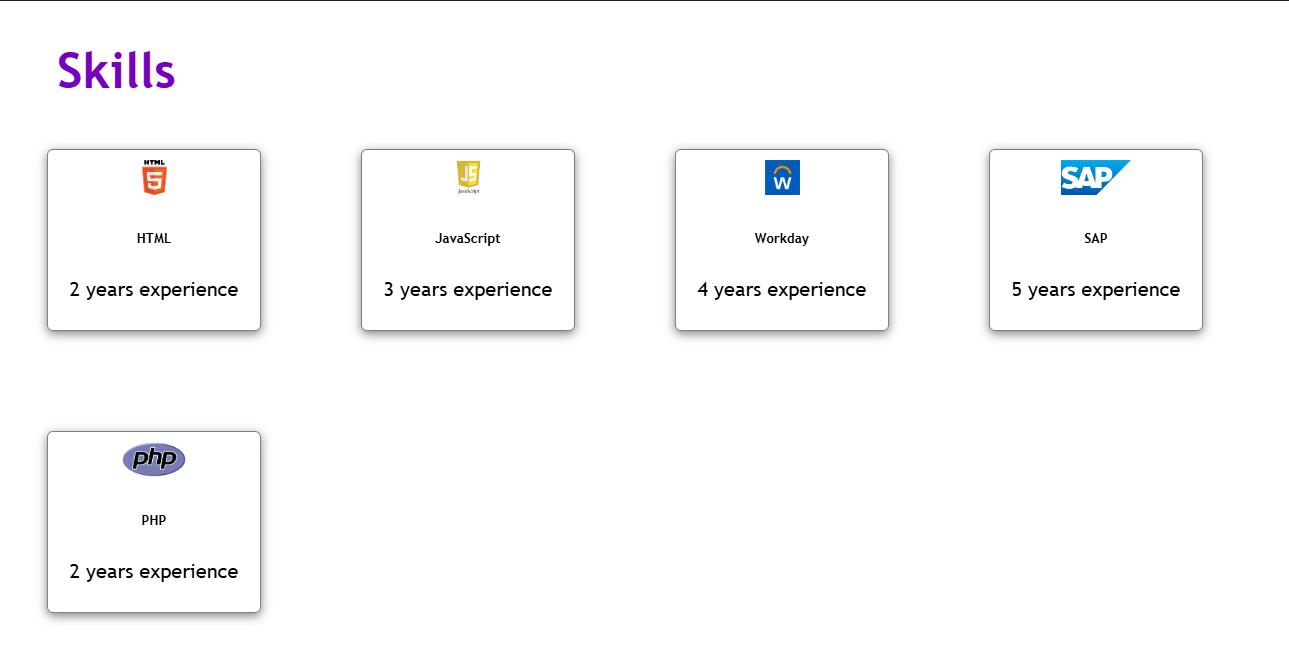 Skills
HTML
5
HTML
2 years experience
JS
JavaScript
JavaScript
3 years experience
W
Workday
4 years experience
SAP
SAP
5 years experience
php
PHP
2 years experience